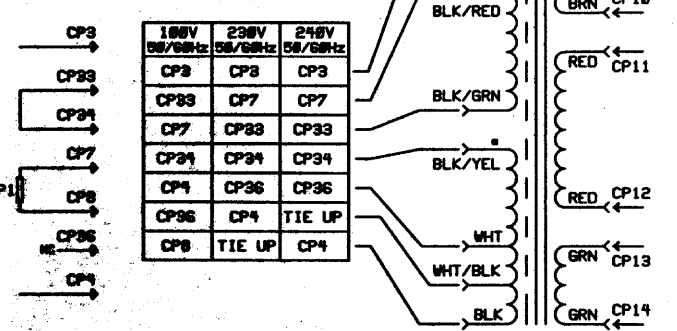 CP3
CP33
CP34
CP7
CP8
CP36
CP4
100V 230V 240V
50/60Hz 50/60Hz 50/60Hz
CP3 CP3 CP3
CP33 CP7 CP7
CP7 CP33 CP33
CP34 CP34 CP34
CP4 CP36 CP36
CP36 CP4 TIE UP
CP8 TIE UP CP4
BLK/RED
BLK/GRN
BLK/YEL
WHT
WHT/BLK
BLK
BRN
RED CP11
RED CP12
GRN CP13
GRN CP14